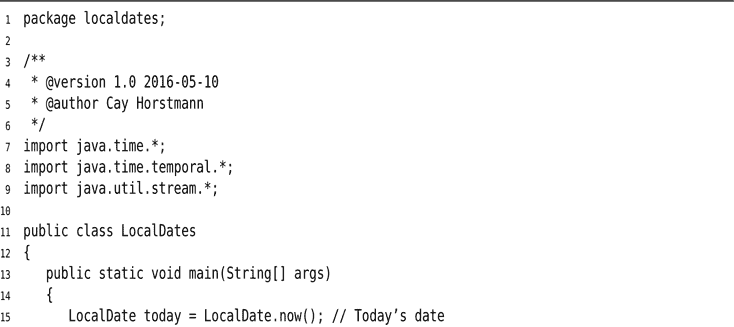 1 package localdates;
2
3 /**
4  * @version 1.0 2016-05-10
5  * @author Cay Horstmann
6  */
7 import java.time.*;
8 import java.time.temporal.*;
9 import java.util.stream.*;
10
11 public class LocalDates
12 {
13    public static void main(String[] args)
14    {
15       LocalDate today = LocalDate.now(); // Today’s date